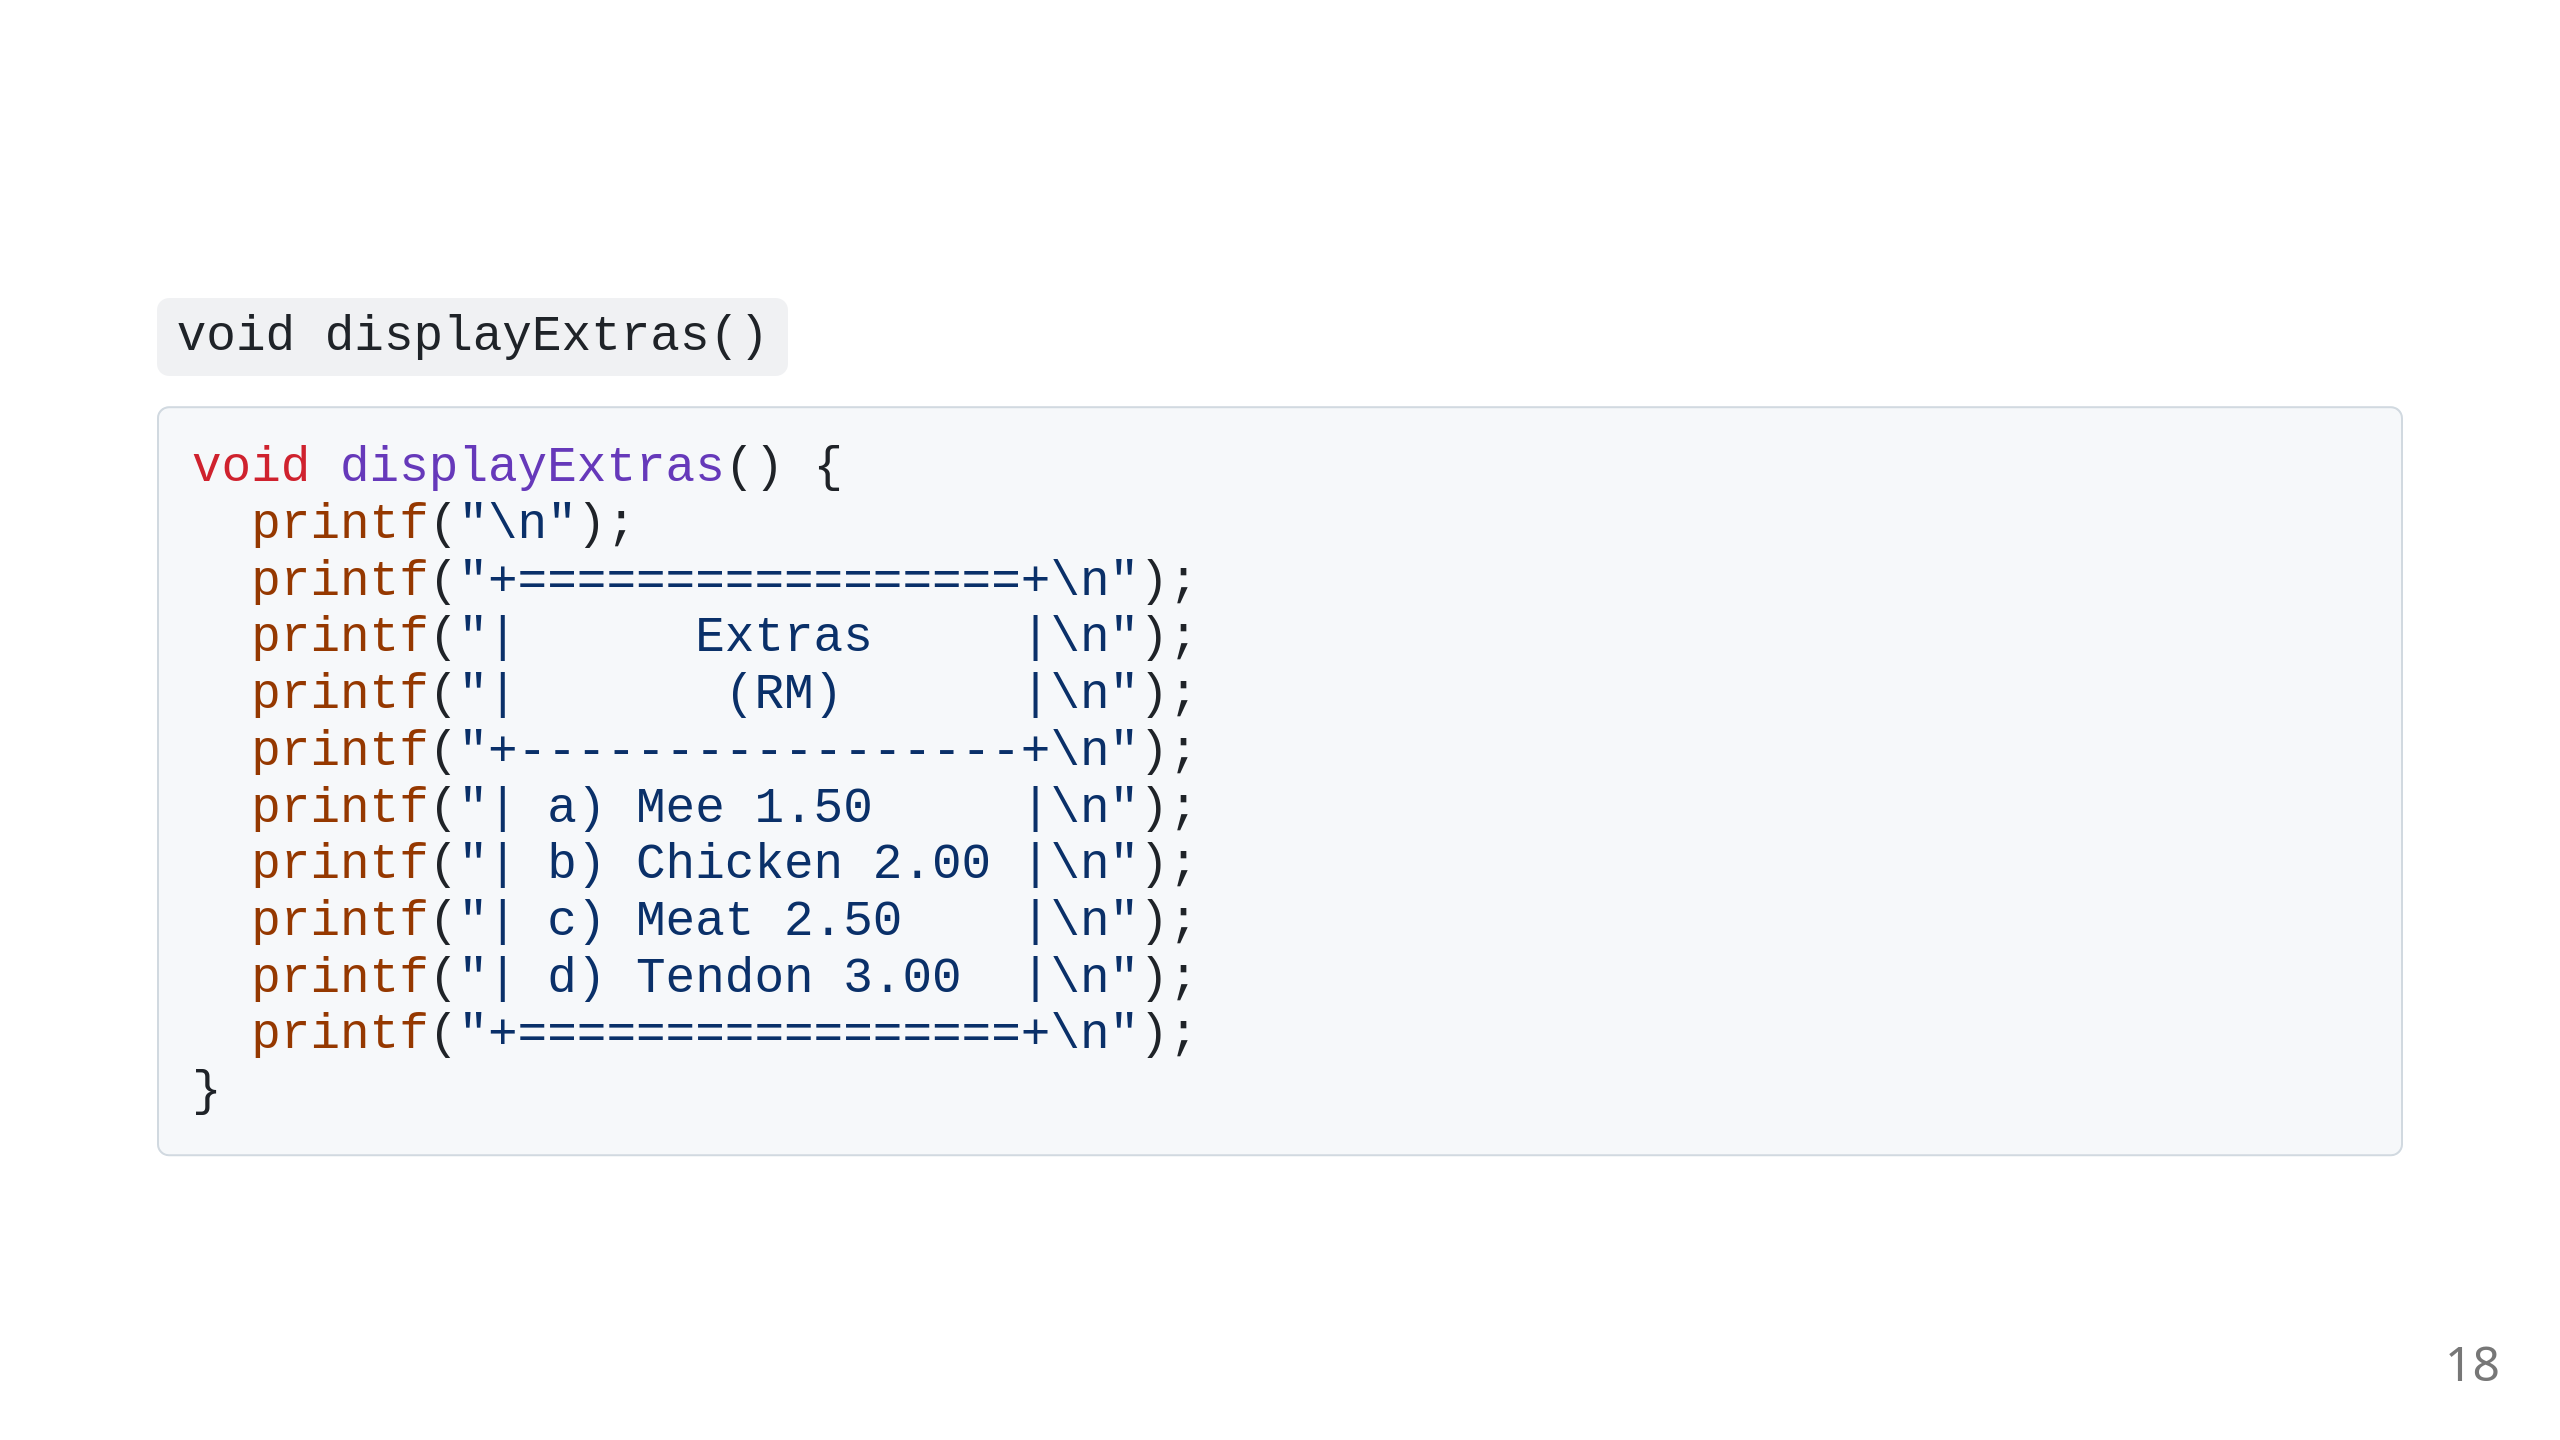 void displayExtras()
void displayExtras() {
  printf("\n");
  printf("+=================+\n");
  printf("|      Extras     |\n");
  printf("|       (RM)      |\n");
  printf("+-----------------+\n");
  printf("| a) Mee 1.50     |\n");
  printf("| b) Chicken 2.00 |\n");
  printf("| c) Meat 2.50    |\n");
  printf("| d) Tendon 3.00  |\n");
  printf("+=================+\n");
}
18